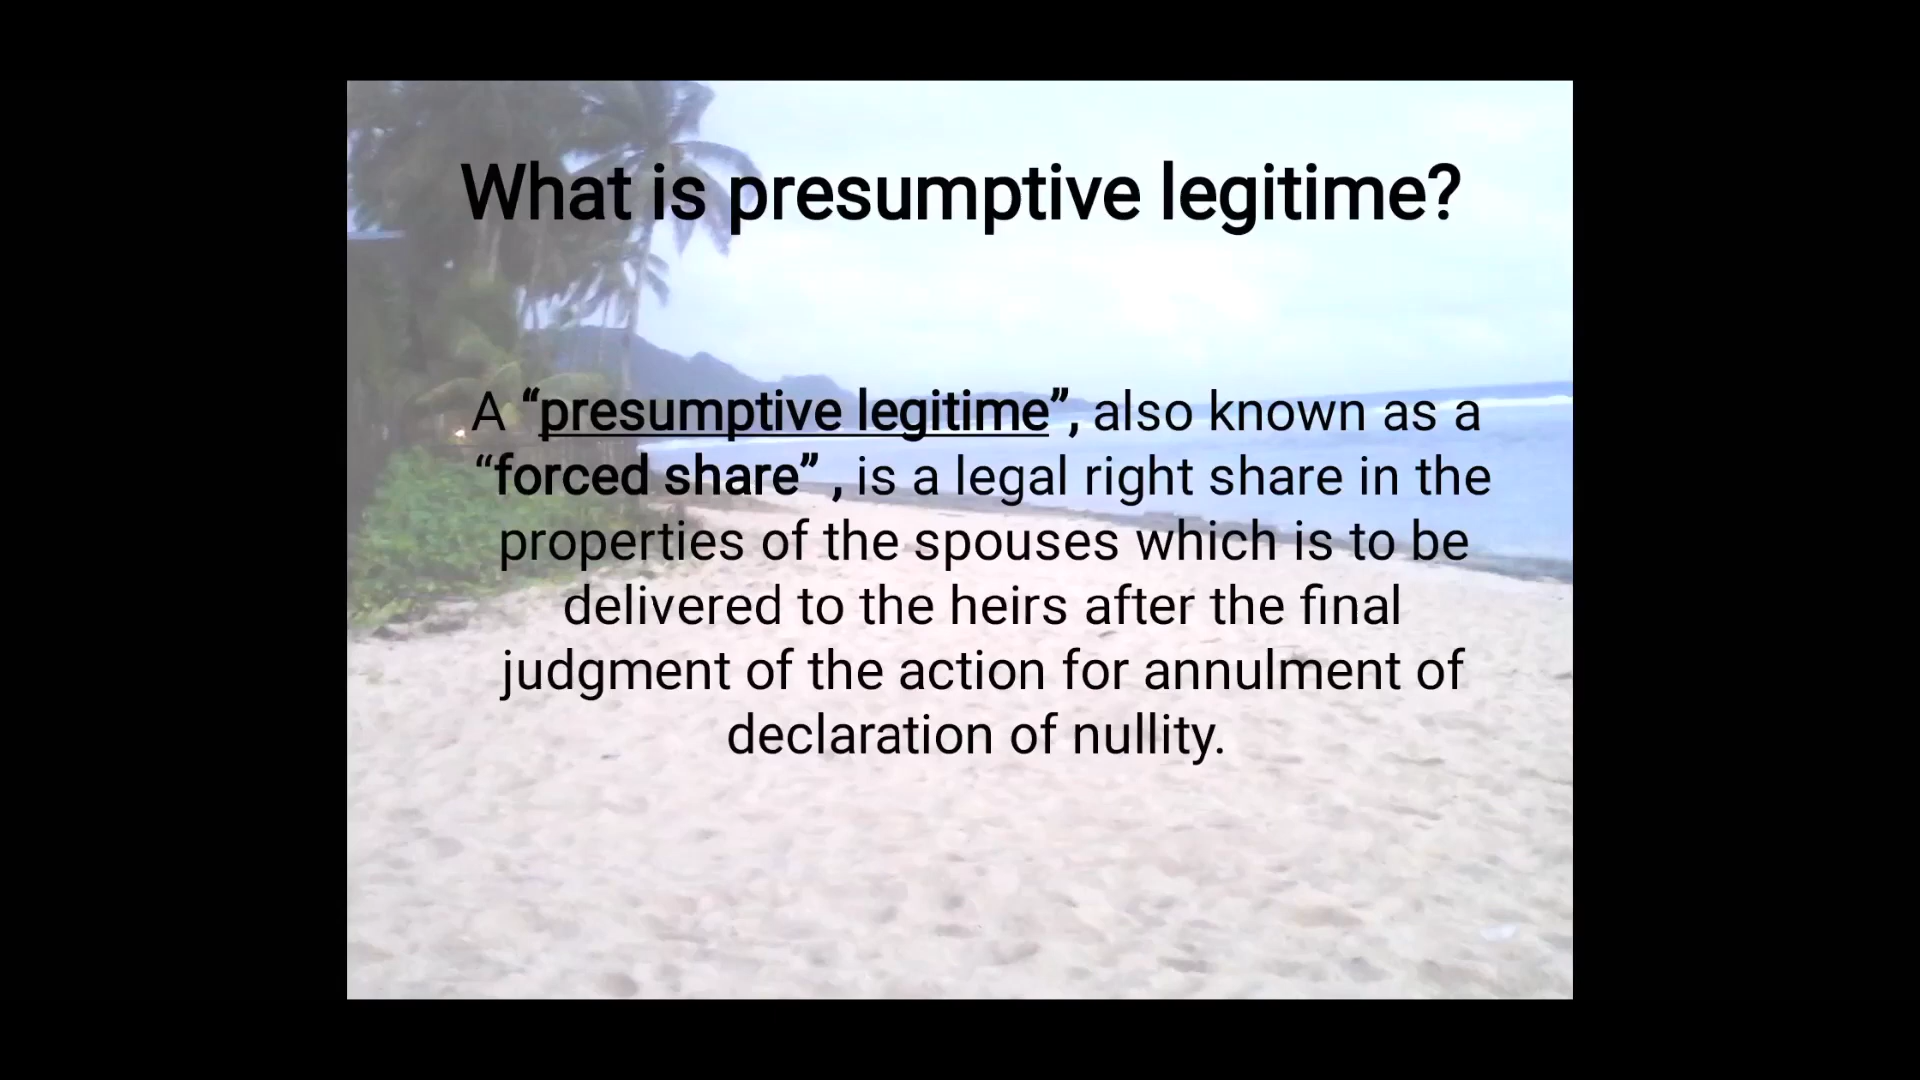 What is presumptive legitime?
A “presumptive legitime”, also known as a
“forced share” , is a legal right share in the
properties of the spouses which is to be
delivered to the heirs after the final
judgment of the action for annulment of
declaration of nullity.